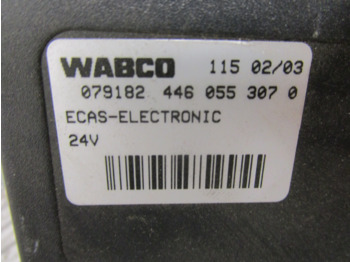 WABCO 115 02/03
079182 446 055 307 0
ECAS-ELECTRONIC
24V